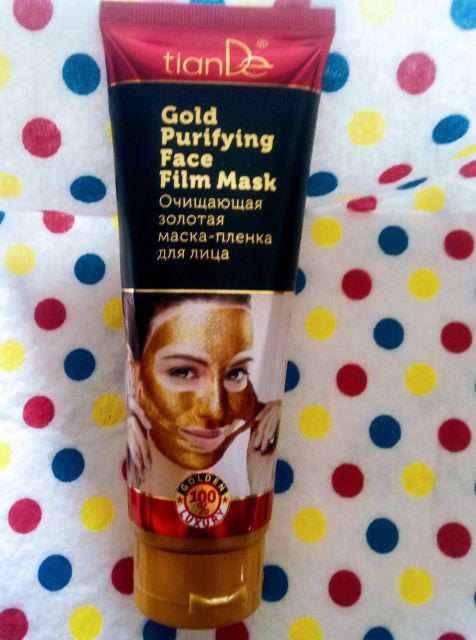 tianDe®
Gold
Purifying
Face
Film Mask
Очищающая
золотая
маска-пленка
для лица
GOLDEN
100%
LUXURY